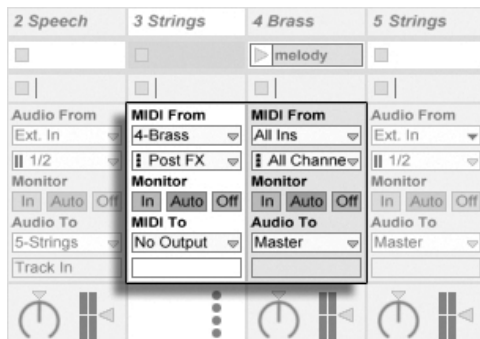 2 Speech 3 Strings 4 Brass 5 Strings
melody
Audio From MIDI From MIDI From Audio From
Ext. In 4-Brass All Ins Ext. In
1/2 Post FX All Channe 1/2
Monitor Monitor Monitor Monitor
In Auto Off In Auto Off In Auto Off In Auto Off
Audio To MIDI To Audio To Audio To
5-Strings No Output Master Master
Track In